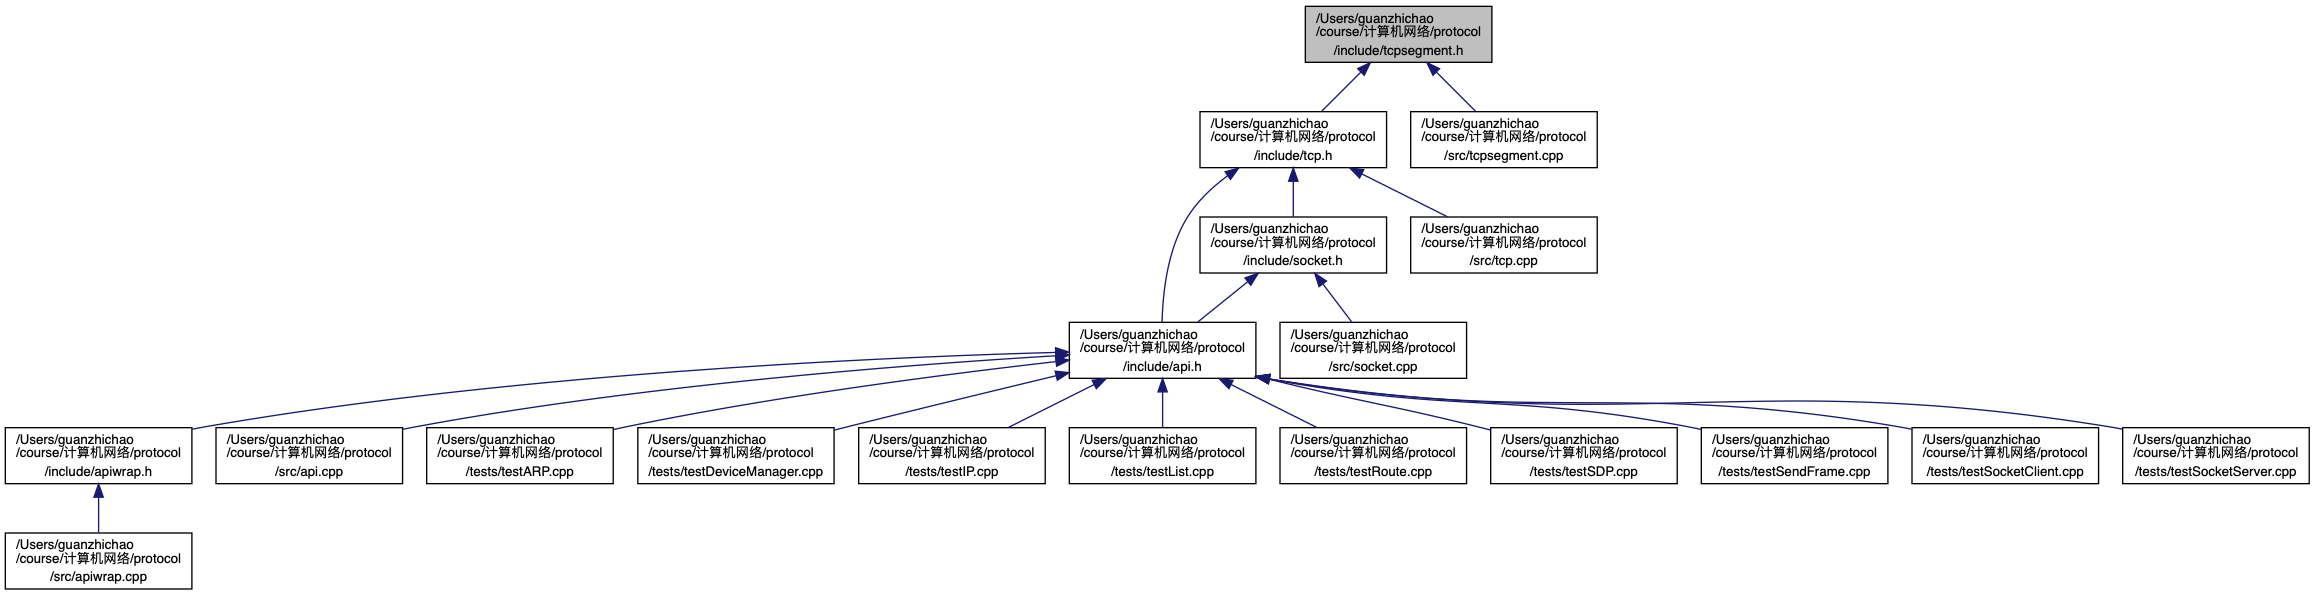 /Users/guanzhichao
/course/计算机网络/protocol
/include/tcpsegment.h
/Users/guanzhichao
/course/计算机网络/protocol
/include/tcp.h
/Users/guanzhichao
/course/计算机网络/protocol
/src/tcpsegment.cpp
/Users/guanzhichao
/course/计算机网络/protocol
/include/socket.h
/Users/guanzhichao
/course/计算机网络/protocol
/src/tcp.cpp
/Users/guanzhichao
/course/计算机网络/protocol
/include/api.h
/Users/guanzhichao
/course/计算机网络/protocol
/src/socket.cpp
/Users/guanzhichao
/course/计算机网络/protocol
/include/apiwrap.h
/Users/guanzhichao
/course/计算机网络/protocol
/src/api.cpp
/Users/guanzhichao
/course/计算机网络/protocol
/tests/testARP.cpp
/Users/guanzhichao
/course/计算机网络/protocol
/tests/testDeviceManager.cpp
/Users/guanzhichao
/course/计算机网络/protocol
/tests/testIP.cpp
/Users/guanzhichao
/course/计算机网络/protocol
/tests/testList.cpp
/Users/guanzhichao
/course/计算机网络/protocol
/tests/testRoute.cpp
/Users/guanzhichao
/course/计算机网络/protocol
/tests/testSDP.cpp
/Users/guanzhichao
/course/计算机网络/protocol
/tests/testSendFrame.cpp
/Users/guanzhichao
/course/计算机网络/protocol
/tests/testSocketClient.cpp
/Users/guanzhichao
/course/计算机网络/protocol
/tests/testSocketServer.cpp
/Users/guanzhichao
/course/计算机网络/protocol
/src/apiwrap.cpp